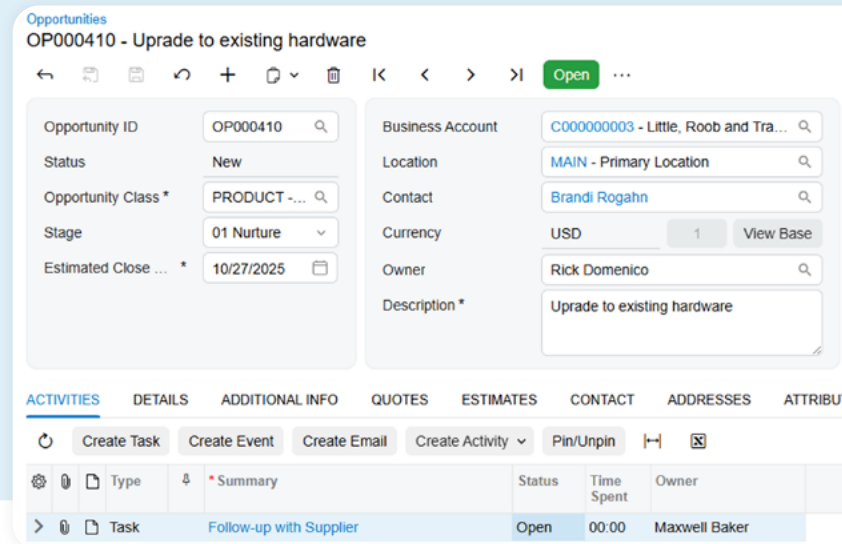 Opportunities
OP000410 - Uprade to existing hardware
Open ...
Opportunity ID OP000410
Status New
Opportunity Class * PRODUCT -...
Stage 01 Nurture
Estimated Close ... * 10/27/2025
Business Account C000000003 - Little, Roob and Tra...
Location MAIN - Primary Location
Contact Brandi Rogahn
Currency USD 1 View Base
Owner Rick Domenico
Description * Uprade to existing hardware
ACTIVITIES DETAILS ADDITIONAL INFO QUOTES ESTIMATES CONTACT ADDRESSES ATTRIBU
Create Task Create Event Create Email Create Activity Pin/Unpin
Type * Summary Status Time Spent Owner
Task Follow-up with Supplier Open 00:00 Maxwell Baker